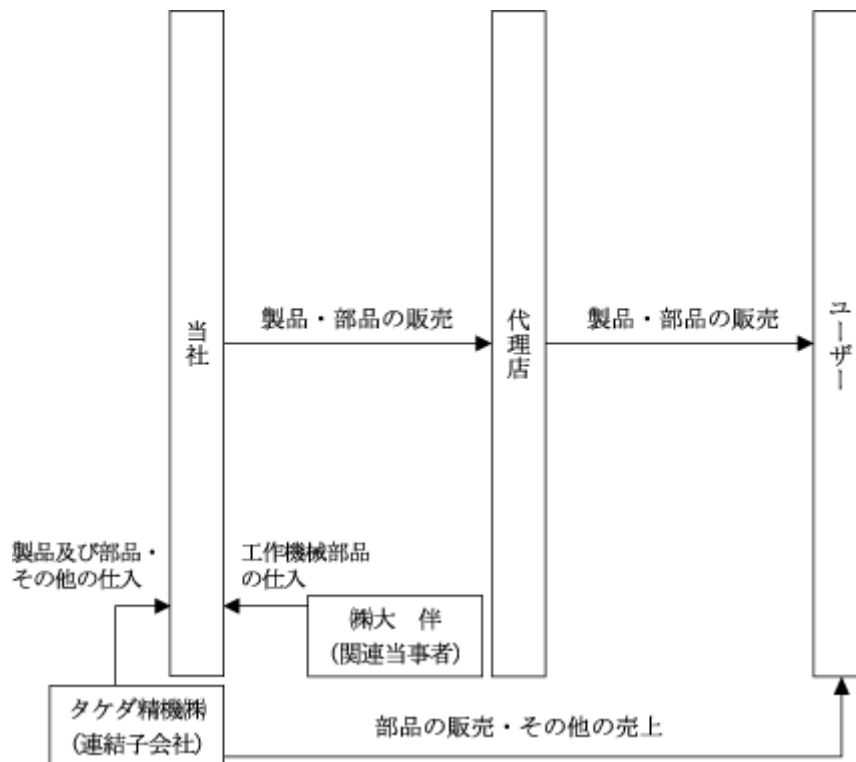 製品・部品の販売
製品・部品の販売
当社
代理店
ユーザー
製品及び部品・
その他の仕入
工作機械部品
の仕入
㈱大　伴
（関連当事者）
タケダ精機㈱
（連結子会社）
部品の販売・その他の売上